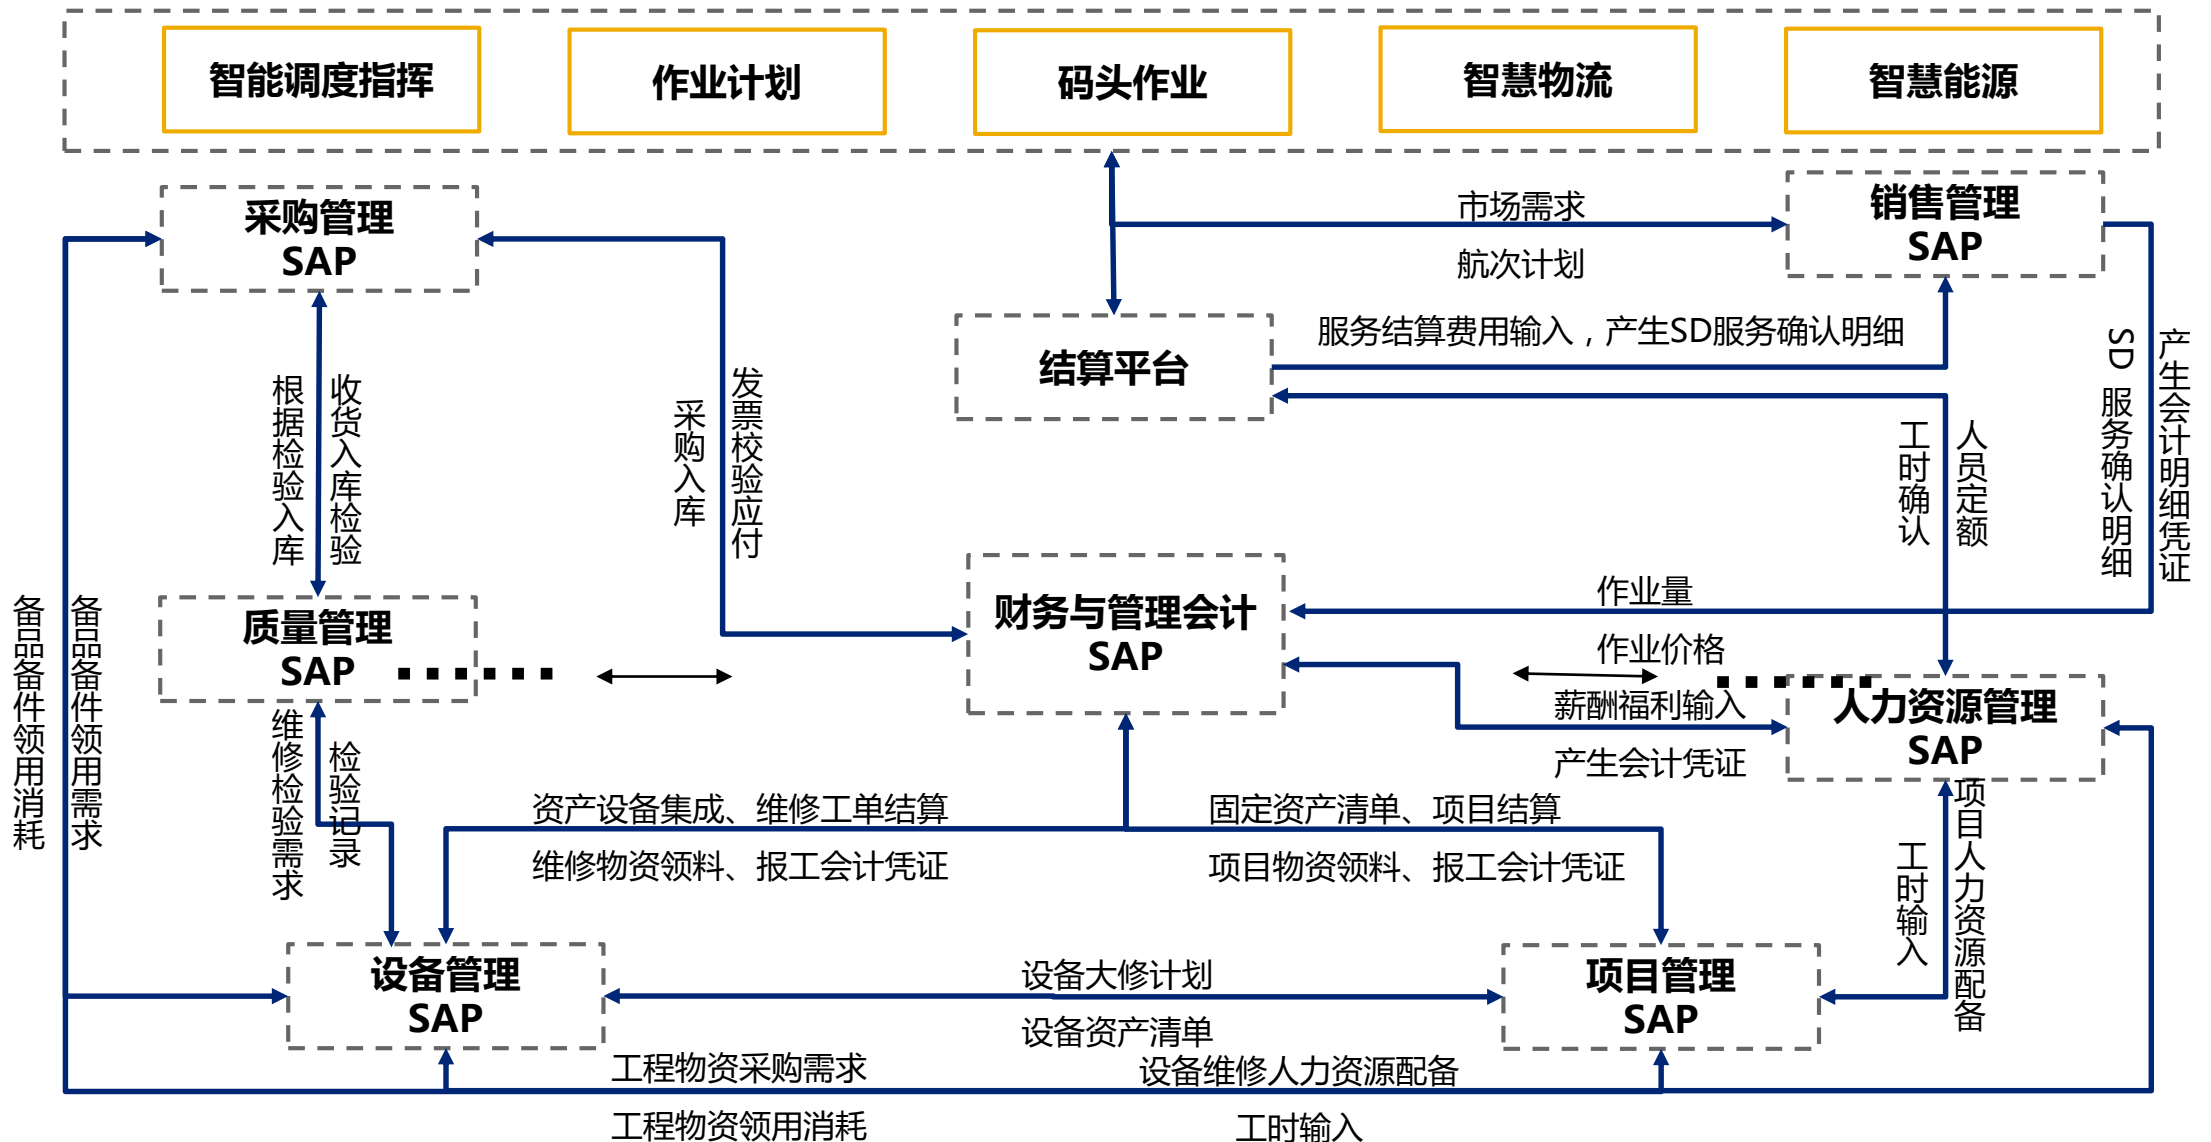 智能调度指挥
作业计划
码头作业
智慧物流
智慧能源
采购管理
SAP
市场需求
航次计划
销售管理
SAP
结算平台
服务结算费用输入，产生SD服务确认明细
根据检验入库
收货入库检验
采购入库
发票校验应付
工时确认
人员定额
SD 服务确认明细
产生会计明细凭证
备品备件领用消耗
备品备件领用需求
质量管理
SAP
财务与管理会计
SAP
作业量
作业价格
薪酬福利输入
产生会计凭证
人力资源管理
SAP
维修检验需求
检验记录
资产设备集成、维修工单结算
维修物资领料、报工会计凭证
固定资产清单、项目结算
项目物资领料、报工会计凭证
工时输入
项目人力资源配备
设备管理
SAP
设备大修计划
设备资产清单
项目管理
SAP
工程物资采购需求
工程物资领用消耗
设备维修人力资源配备
工时输入